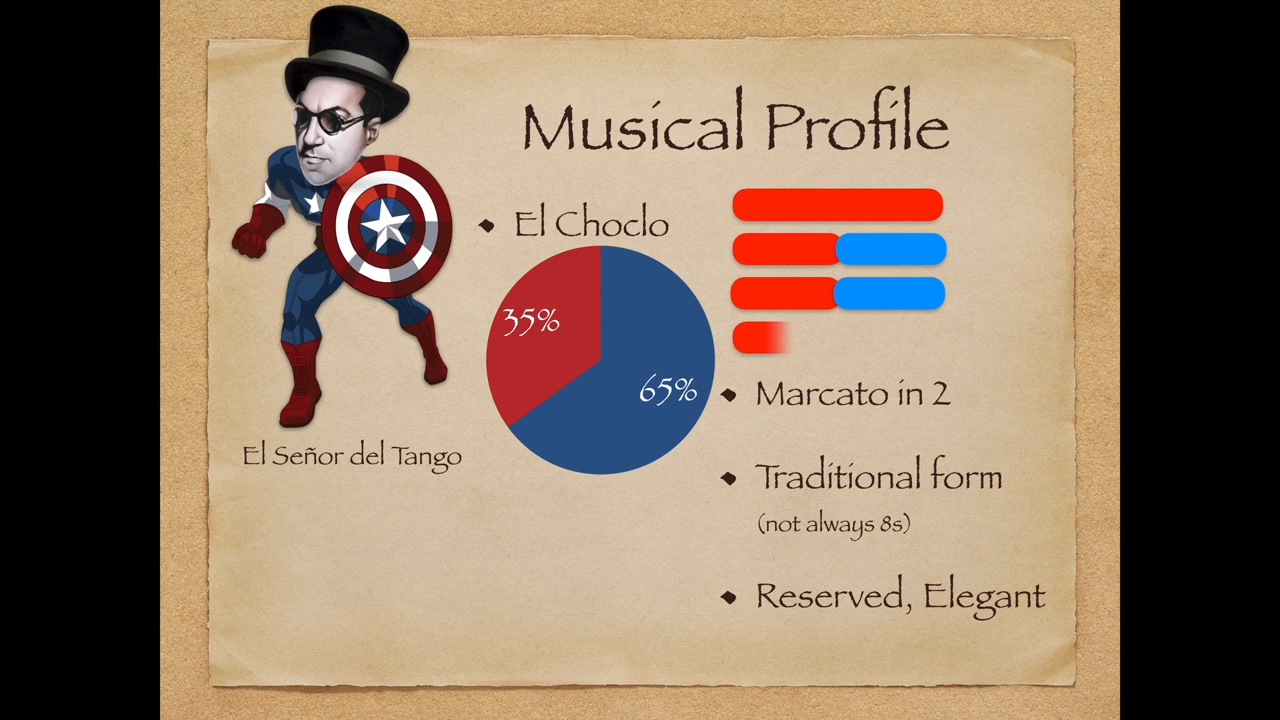 Musical Profile
El Choclo
35%
65%
El Señor del Tango
Marcato in 2
Traditional form
(not always 8s)
Reserved, Elegant